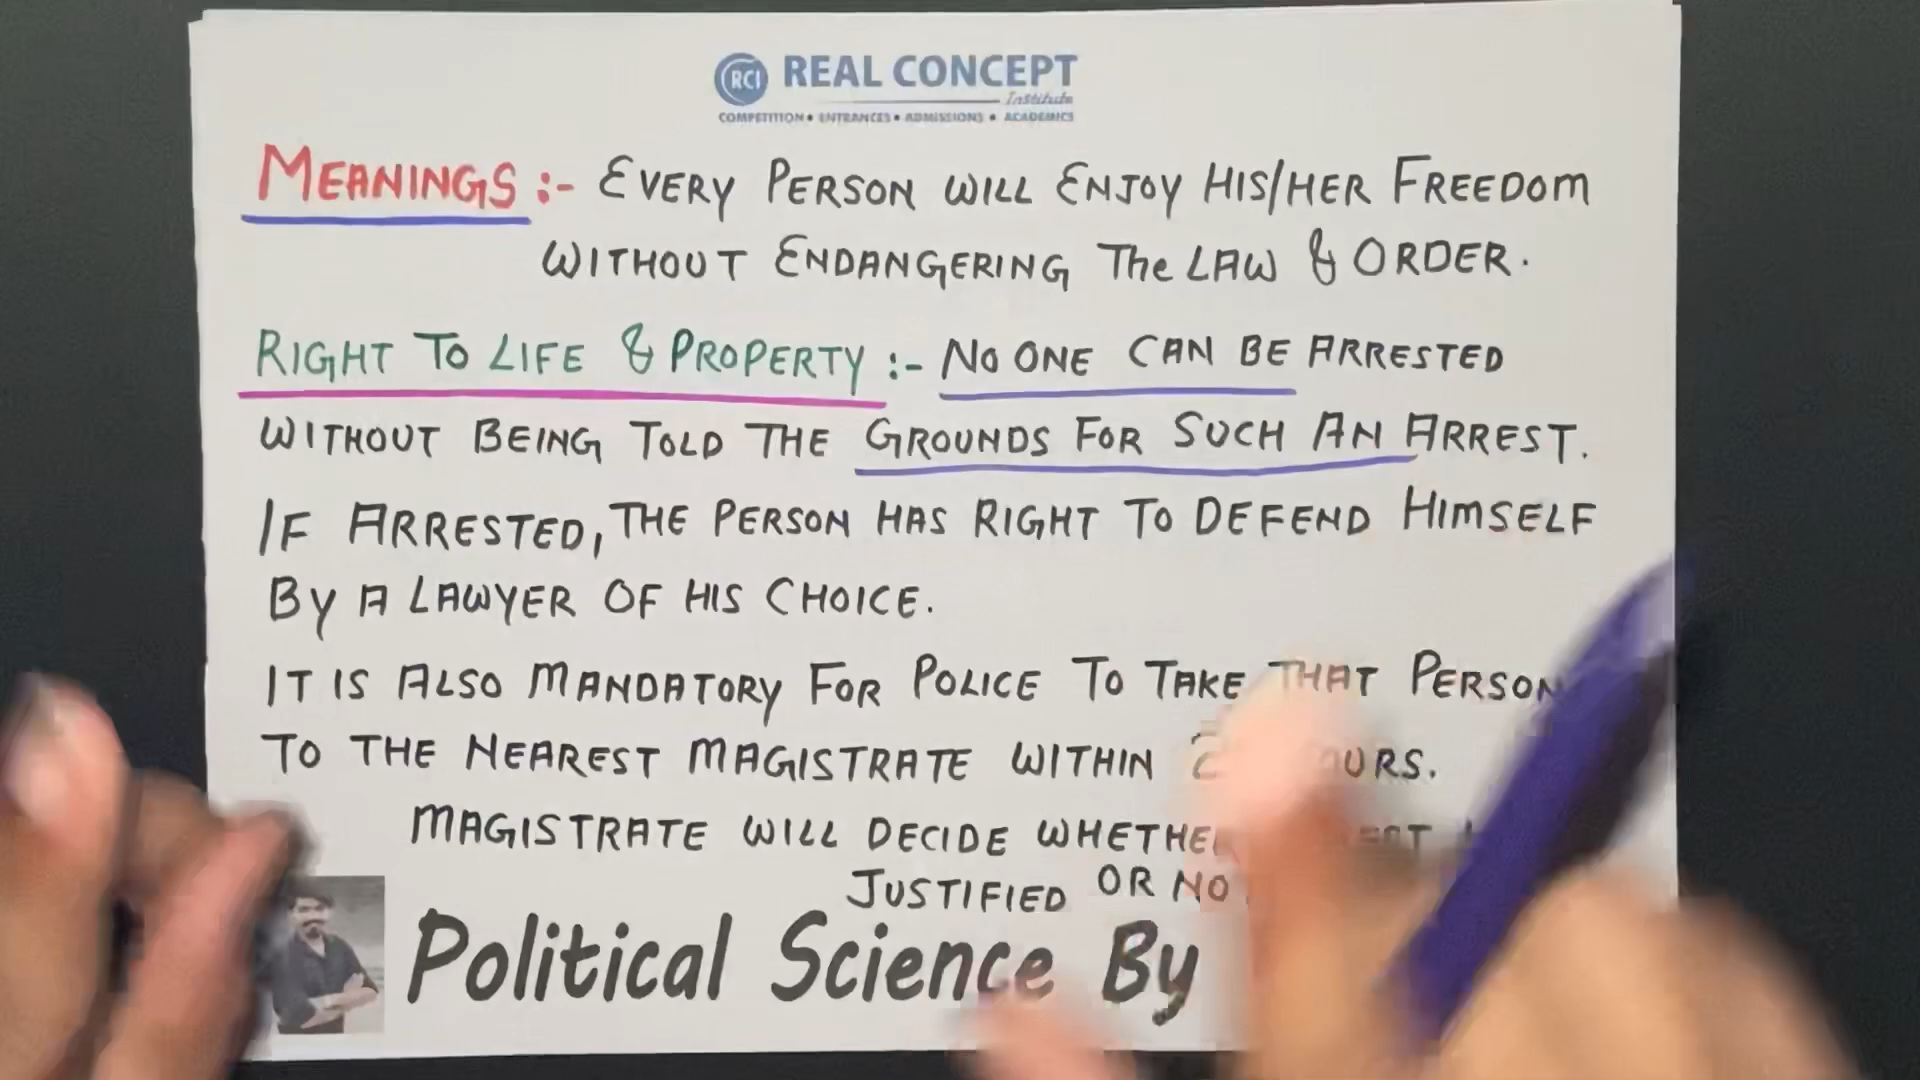 RCI REAL CONCEPT
Institute
COMPETITION • ENTRANCES • ADMISSIONS • ACADEMICS
MEANINGS :- EVERY PERSON WILL ENJOY HIS/HER FREEDOM
WITHOUT ENDANGERING The LAW & ORDER.
RIGHT TO LIFE & PROPERTY :- NO ONE CAN BE ARRESTED
WITHOUT BEING TOLD THE GROUNDS FOR SUCH AN ARREST.
IF ARRESTED, THE PERSON HAS RIGHT TO DEFEND HIMSELF
BY A LAWYER OF HIS CHOICE.
IT IS ALSO MANDATORY FOR POLICE TO TAKE THAT PERSON
TO THE NEAREST MAGISTRATE WITHIN
MAGISTRATE WILL DECIDE
JUSTIFIED OR
Political Science By